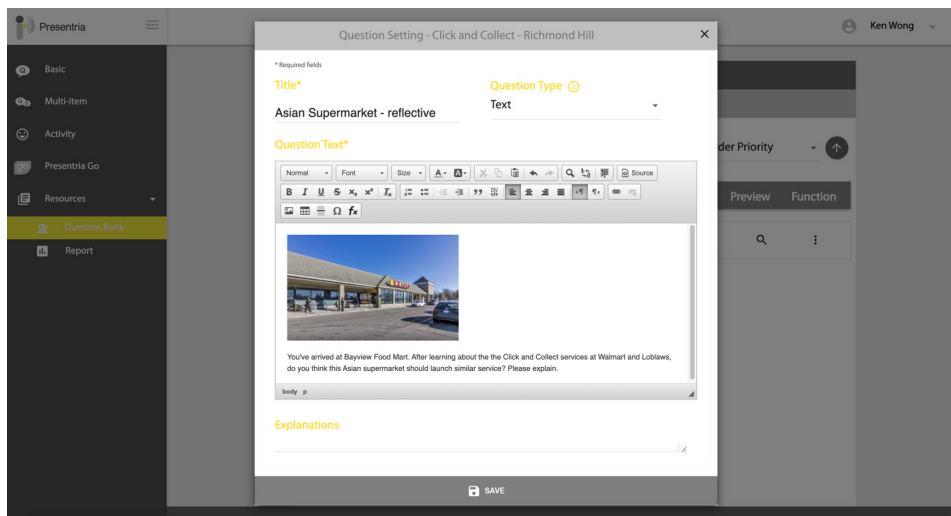 Presentria
Ken Wong
Basic
Multi-item
Activity
Presentria Go
Resources
Question Bank
Report
Question Setting - Click and Collect - Richmond Hill
* Required fields
Title*
Question Type
Asian Supermarket - reflective
Text
Question Text*
Normal Font Size Source
You've arrived at Bayview Food Mart. After learning about the the Click and Collect services at Walmart and Loblaws,
do you think this Asian supermarket should launch similar service? Please explain.
body p
Explanations
SAVE
der Priority
Preview Function